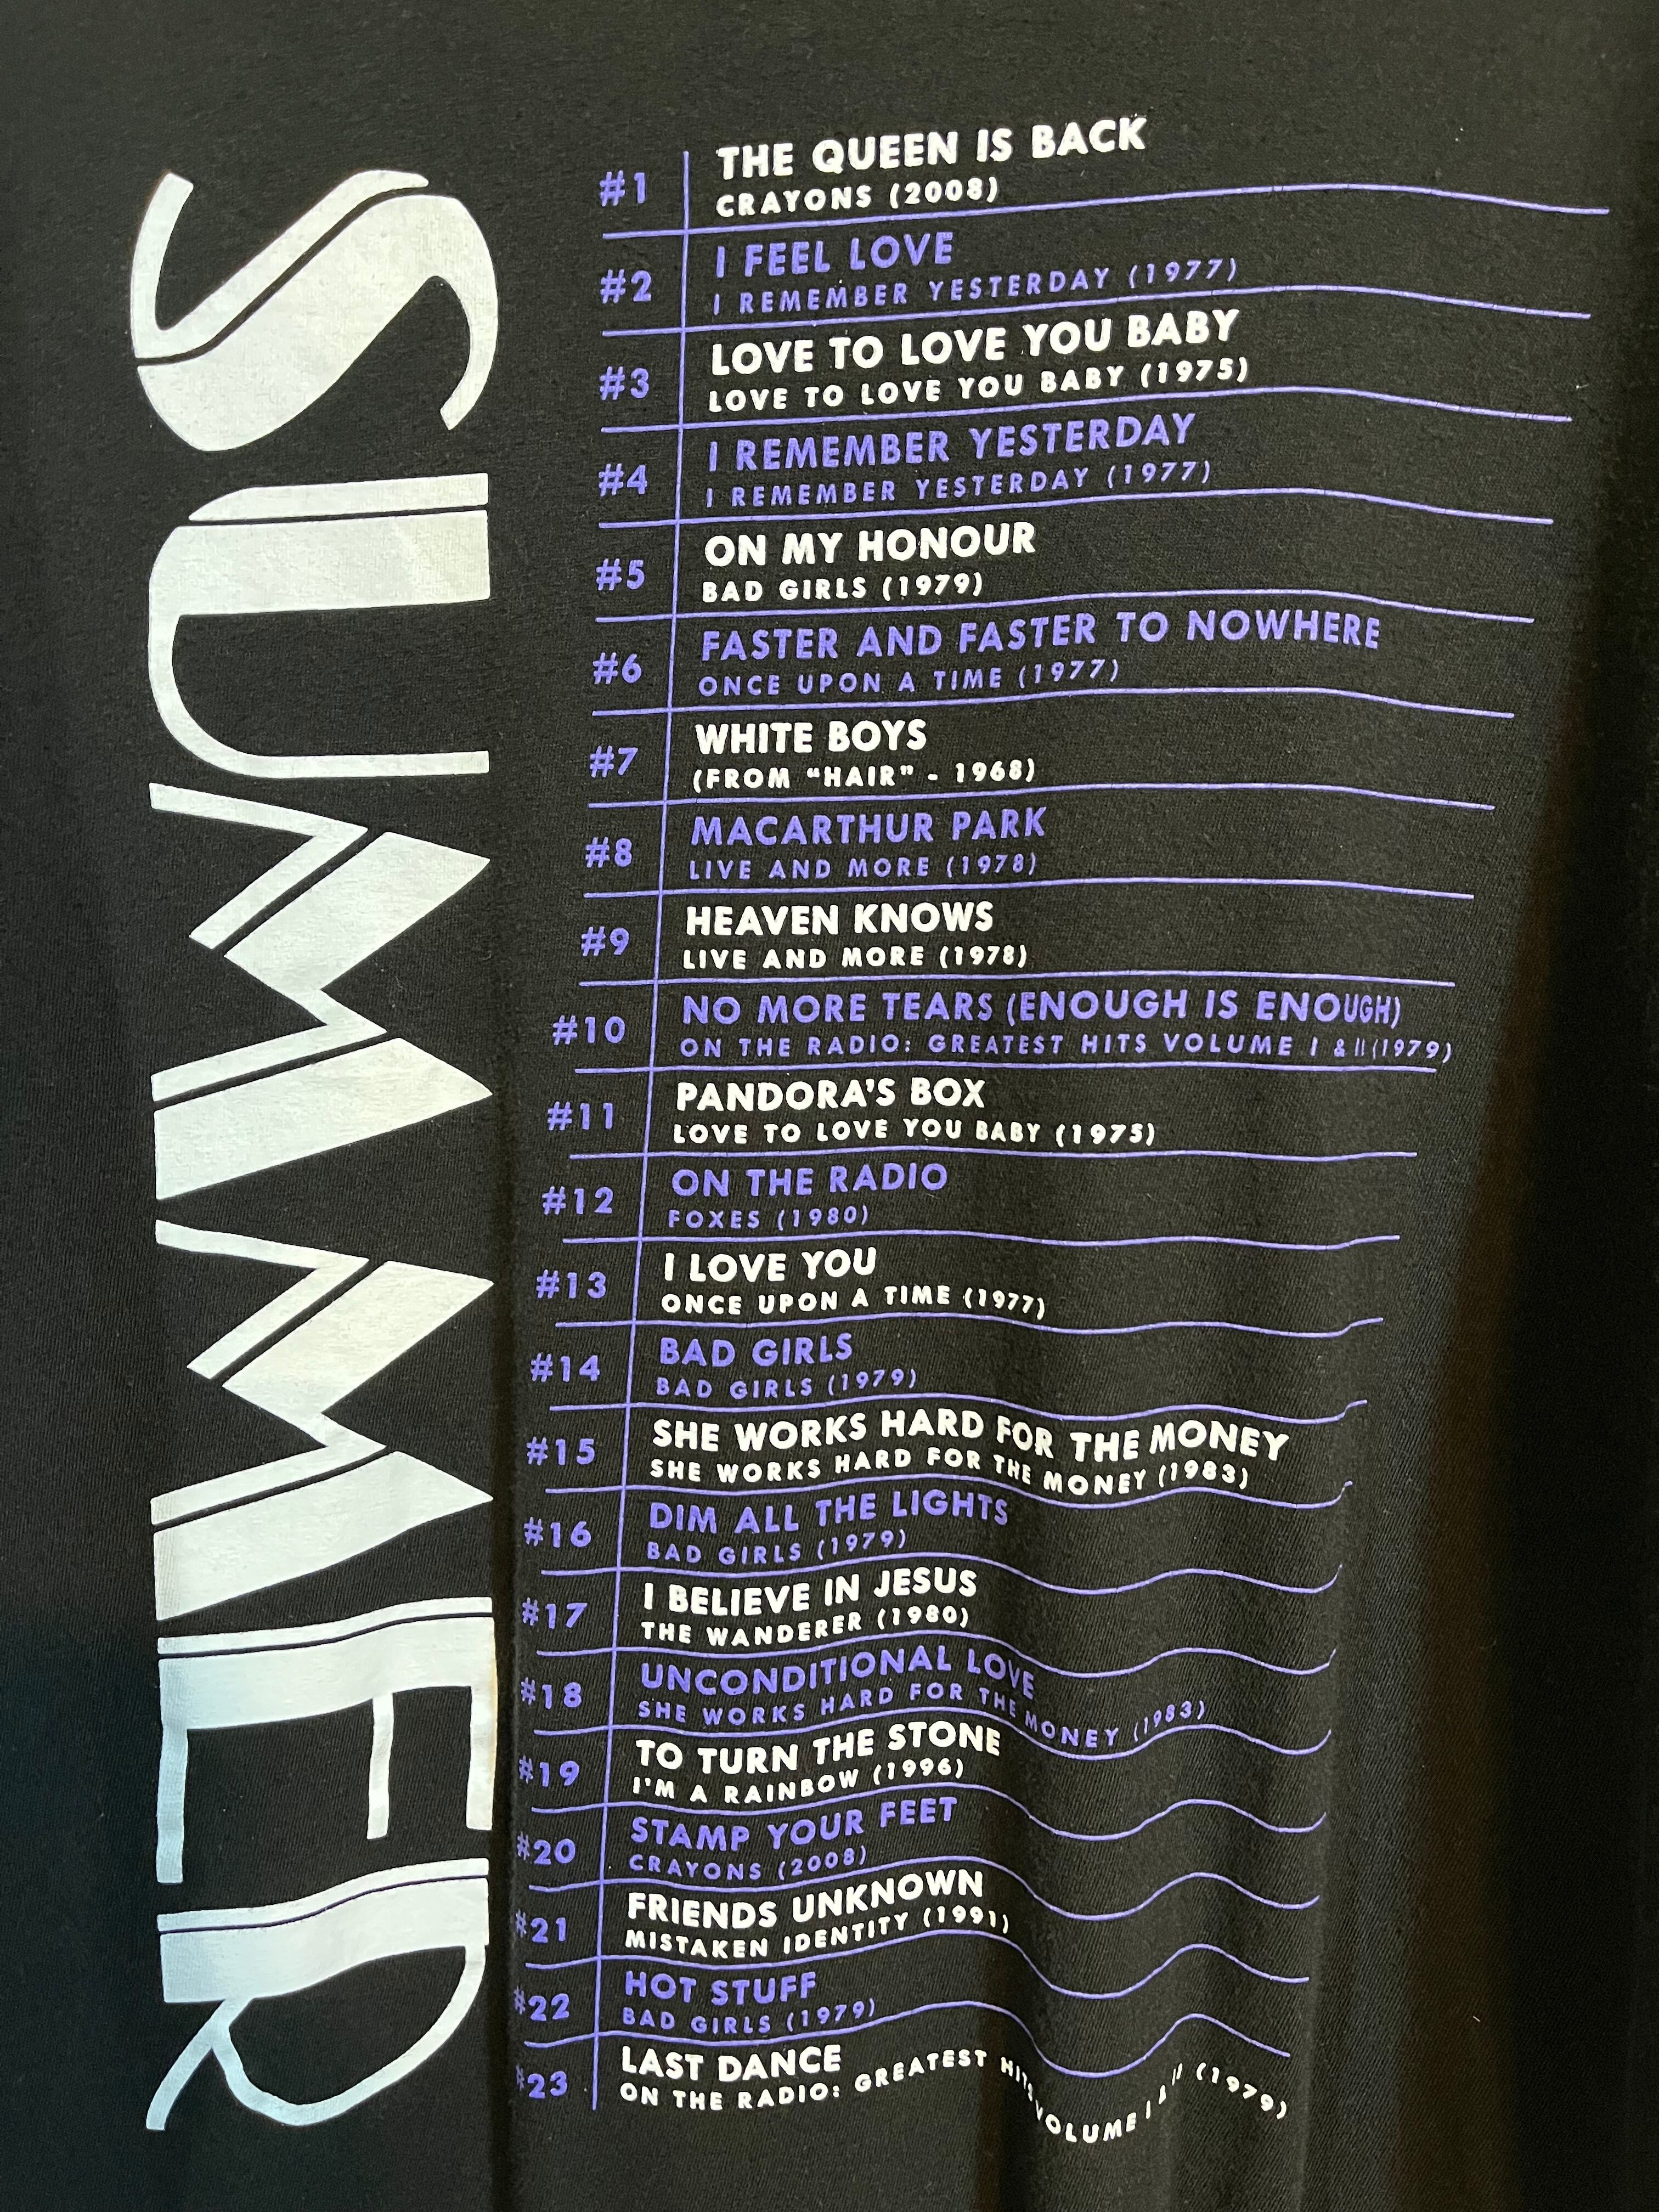 SUMMER
#1
THE QUEEN IS BACK
CRAYONS (2008)
#2
I FEEL LOVE
I REMEMBER YESTERDAY (1977)
#3
LOVE TO LOVE YOU BABY
LOVE TO LOVE YOU BABY (1975)
#4
I REMEMBER YESTERDAY
I REMEMBER YESTERDAY (1977)
#5
ON MY HONOUR
BAD GIRLS (1979)
#6
FASTER AND FASTER TO NOWHERE
ONCE UPON A TIME (1977)
#7
WHITE BOYS
(FROM “HAIR” - 1968)
#8
MACARTHUR PARK
LIVE AND MORE (1978)
#9
HEAVEN KNOWS
LIVE AND MORE (1978)
#10
NO MORE TEARS (ENOUGH IS ENOUGH)
ON THE RADIO: GREATEST HITS VOLUME I & II (1979)
#11
PANDORA’S BOX
LOVE TO LOVE YOU BABY (1975)
#12
ON THE RADIO
FOXES (1980)
#13
I LOVE YOU
ONCE UPON A TIME (1977)
#14
BAD GIRLS
BAD GIRLS (1979)
#15
SHE WORKS HARD FOR THE MONEY
SHE WORKS HARD FOR THE MONEY (1983)
#16
DIM ALL THE LIGHTS
BAD GIRLS (1979)
#17
I BELIEVE IN JESUS
THE WANDERER (1980)
#18
UNCONDITIONAL LOVE
SHE WORKS HARD FOR THE MONEY (1983)
#19
TO TURN THE STONE
I'M A RAINBOW (1996)
#20
STAMP YOUR FEET
CRAYONS (2008)
#21
FRIENDS UNKNOWN
MISTAKEN IDENTITY (1991)
#22
HOT STUFF
BAD GIRLS (1979)
#23
LAST DANCE
ON THE RADIO: GREATEST HITS VOLUME I & II (1979)